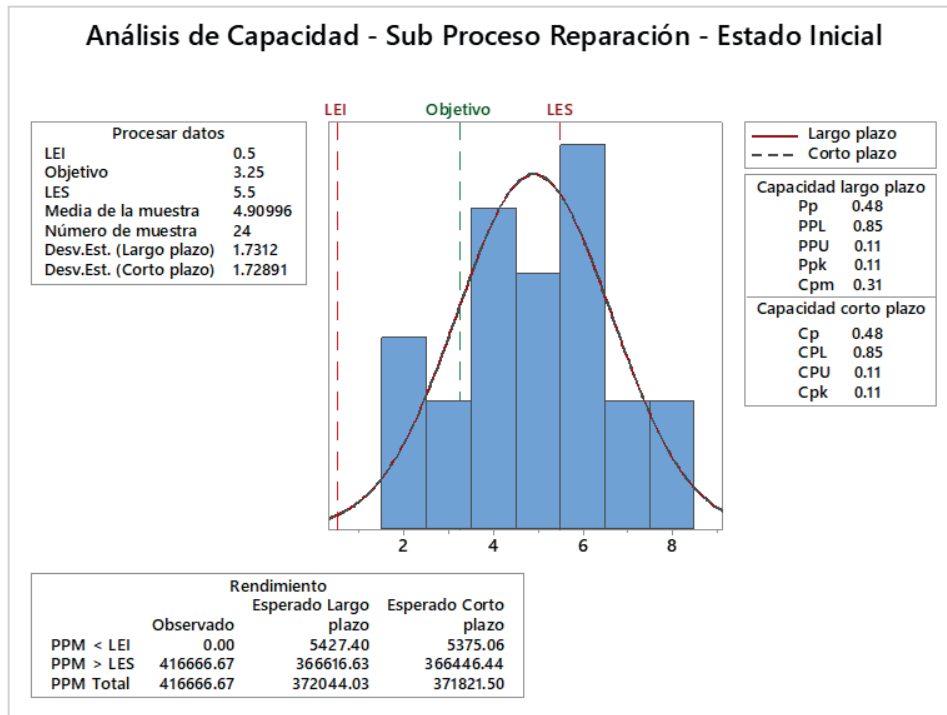 Análisis de Capacidad - Sub Proceso Reparación - Estado Inicial
LEI Objetivo LES
Procesar datos
LEI 0.5
Objetivo 3.25
LES 5.5
Media de la muestra 4.90996
Número de muestra 24
Desv.Est. (Largo plazo) 1.7312
Desv.Est. (Corto plazo) 1.72891
Largo plazo
Corto plazo
Capacidad largo plazo
Pp 0.48
PPL 0.85
PPU 0.11
Ppk 0.11
Cpm 0.31
Capacidad corto plazo
Cp 0.48
CPL 0.85
CPU 0.11
Cpk 0.11
2 4 6 8
Rendimiento
Esperado Largo Esperado Corto
Observado plazo plazo
PPM < LEI 0.00 5427.40 5375.06
PPM > LES 416666.67 366616.63 366446.44
PPM Total 416666.67 372044.03 371821.50